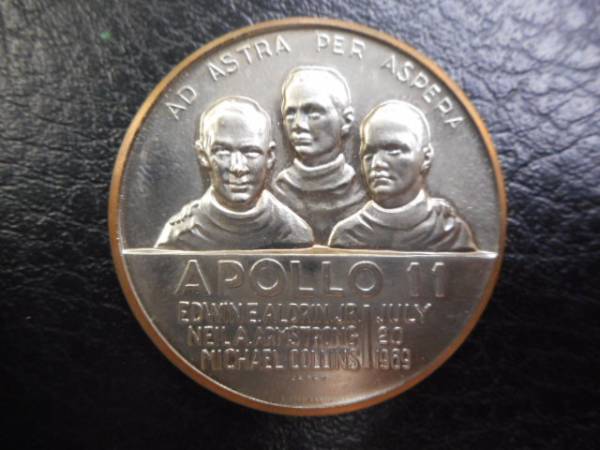 AD ASTRA PER ASPERA
APOLLO 11
EDWIN E. ALDRIN, JR. JULY
NEIL A. ARMSTRONG 20
MICHAEL COLLINS 1969